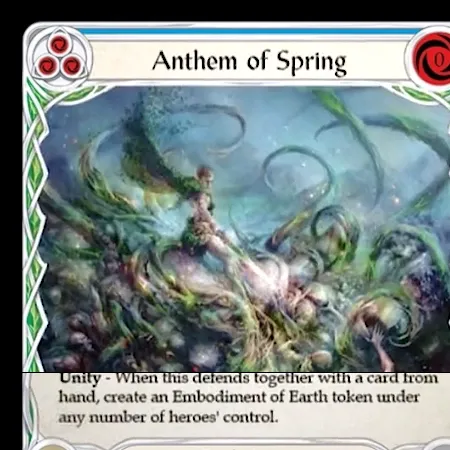 Anthem of Spring
0
Unity - When this defends together with a card from
hand, create an Embodiment of Earth token under
any number of heroes' control.